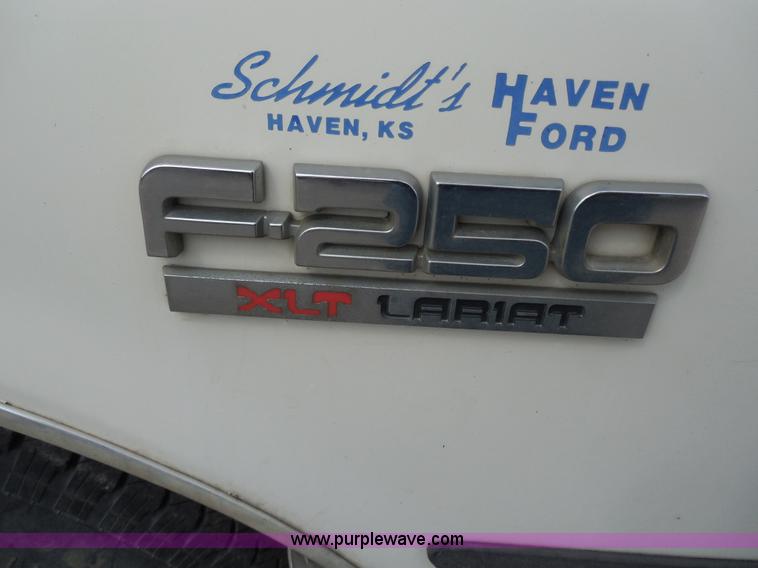 Schmidt's HAVEN
HAVEN, KS FORD
F-250
XLT LARIAT
www.purplewave.com